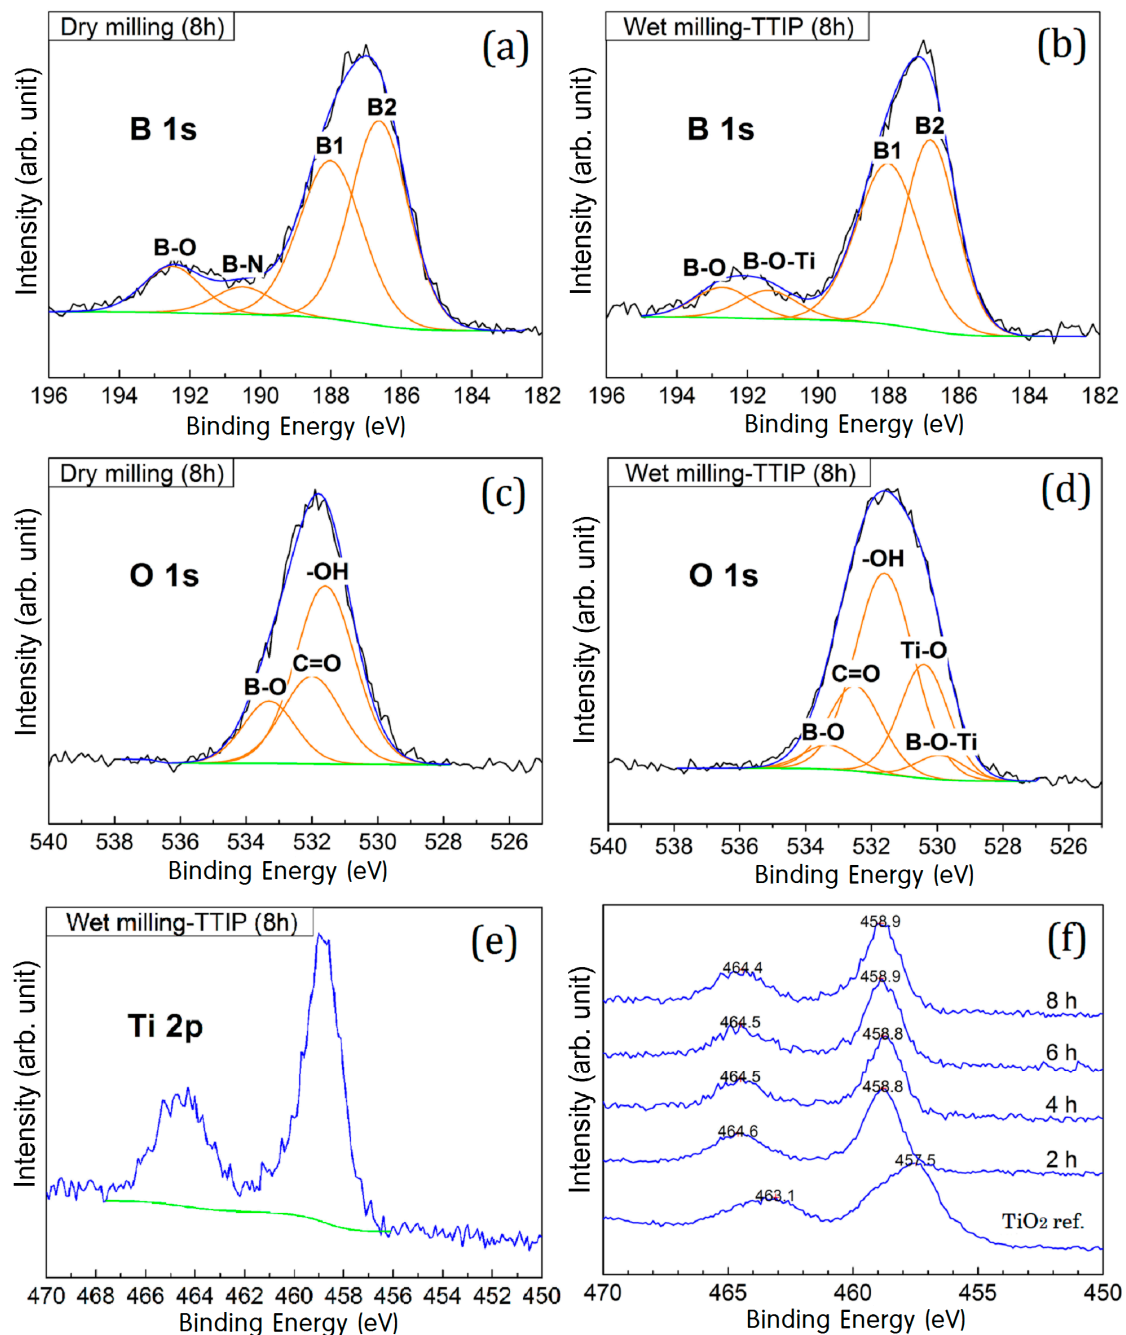 Dry milling (8h)
(a)
B 1s
B-O
B-N
B1
B2
Intensity (arb. unit)
196 194 192 190 188 186 184 182
Binding Energy (eV)
Wet milling-TTIP (8h)
(b)
B 1s
B-O
B-O-Ti
B1
B2
Intensity (arb. unit)
196 194 192 190 188 186 184 182
Binding Energy (eV)
Dry milling (8h)
(c)
O 1s
-OH
C=O
B-O
Intensity (arb. unit)
540 538 536 534 532 530 528 526
Binding Energy (eV)
Wet milling-TTIP (8h)
(d)
O 1s
-OH
Ti-O
C=O
B-O
B-O-Ti
Intensity (arb. unit)
540 538 536 534 532 530 528 526
Binding Energy (eV)
Wet milling-TTIP (8h)
(e)
Ti 2p
Intensity (arb. unit)
470 468 466 464 462 460 458 456 454 452 450
Binding Energy (eV)
(f)
458.9
464.4
8 h
458.9
464.5
6 h
458.8
464.5
4 h
458.8
464.6
2 h
457.5
463.1
TiO2 ref.
Intensity (arb. unit)
470 465 460 455 450
Binding Energy (eV)